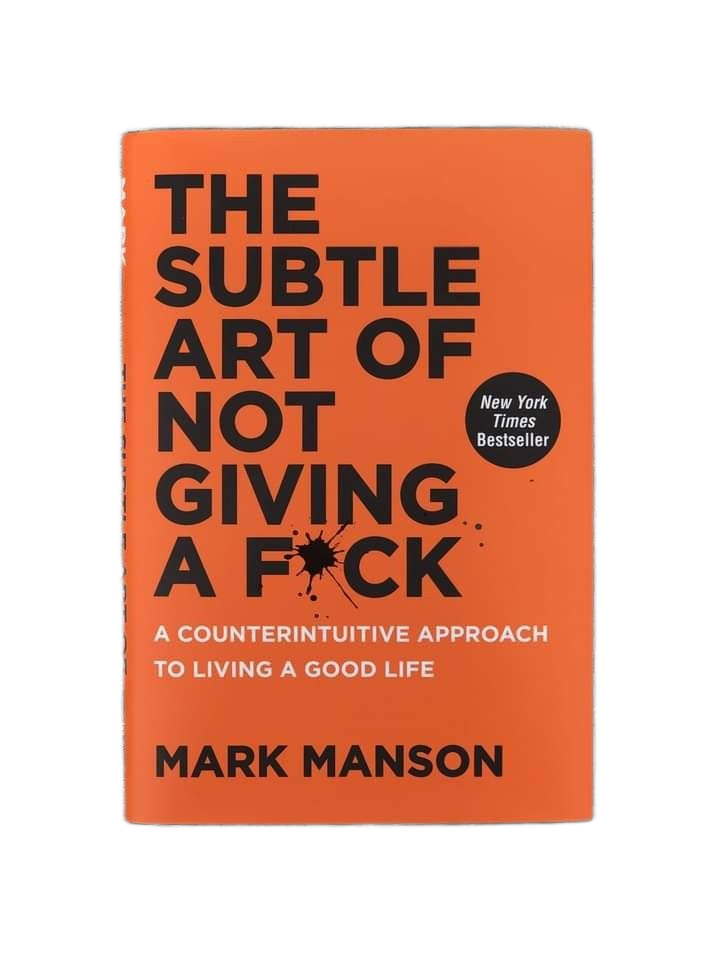 THE
SUBTLE
ART OF
NOT
GIVING
A F*CK
New York
Times
Bestseller
A COUNTERINTUITIVE APPROACH
TO LIVING A GOOD LIFE
MARK MANSON